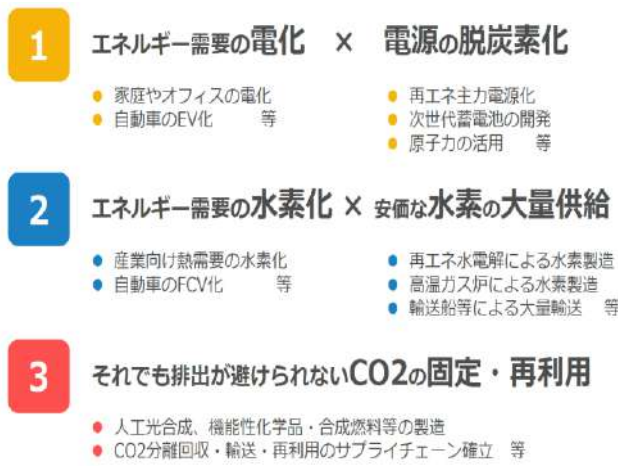 1 エネルギー需要の電化 × 電源の脱炭素化
● 家庭やオフィスの電化
● 自動車のEV化 等
● 再エネ主力電源化
● 次世代蓄電池の開発
● 原子力の活用 等
2 エネルギー需要の水素化 × 安価な水素の大量供給
● 産業向け熱需要の水素化
● 自動車のFCV化 等
● 再エネ水電解による水素製造
● 高温ガス炉による水素製造
● 輸送船等による大量輸送 等
3 それでも排出が避けられないCO2の固定・再利用
● 人工光合成、機能性化学品・合成燃料等の製造
● CO2分離回収・輸送・再利用のサプライチェーン確立 等